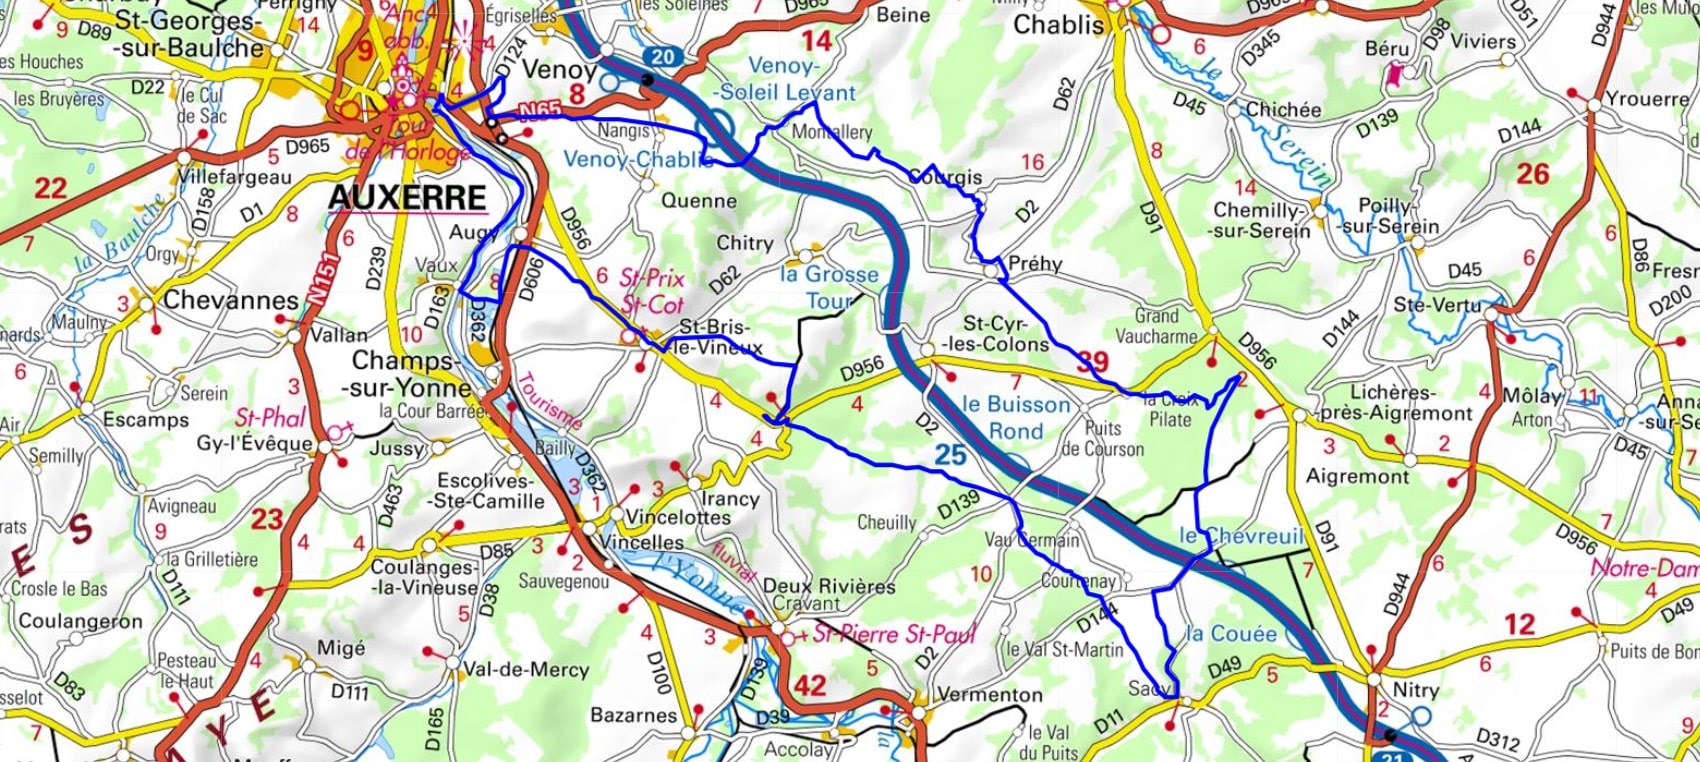 Perrigny
St-Georges-
-sur-Baulche
D89
9
14
9
6
Anc
abb.
4
4
Égriselles
D124
les Soleines
7
D965
Beine
14
Chablis
D965
6
le
D345
Béru
D98
Viviers
D51
D944
les Houches
les Bruyères
D22
le Cul
de Sac
Venoy
20
8
N65
Venoy-
-Soleil Levant
D62
D45
Chichée
D139
Yrouerre
D144
5
D965
Tour
de l'Horloge
Nangis
Montallery
Venoy-Chablis
Serein
22
Villefargeau
AUXERRE
Quenne
Courgis
16
8
14
26
7
la Baulche
D158
D1
8
6
Augy
D956
Chitry
D2
D91
Chemilly-
-sur-Serein
Poilly
-sur-Serein
6
D86
Orgy
N151
D239
Vaux
8
D606
6
St-Prix
St-Cot
D62
la Grosse
Tour
Préhy
6
D45
Fresn
D200
3
Chevannes
D163
D362
Ste-Vertu
Maulny
Vallan
10
St-Bris-
-le-Vineux
St-Cyr-
-les-Colons
Grand
Vaucharme
D144
6
Champs-
-sur-Yonne
D956
39
D956
Serein
3
la Cour Barrée
Tourisme
4
4
7
2
la Croix
Pilate
Lichères-
-près-Aigremont
4
Môlay
Arton
11
Escamps
St-Phal
Gy-l'Évêque
Jussy
Bailly
D362
4
D2
le Buisson
Rond
Puits
de Courson
3
2
D45
Semilly
25
Aigremont
7
Avigneau
D463
Escolives-
-Ste-Camille
3
1
3
Irancy
D139
E
S
23
9
Vincelottes
Cheuilly
7
la Grilletière
4
4
D85
3
Vincelles
fluvial
Vau Germain
le Chevreuil
D91
D956
Crosle le Bas
D111
Coulanges-
-la-Vineuse
2
Sauvegenou
l'Yonne
Deux Rivières
Cravant
10
Courtenay
7
6
D944
Notre-Dam
4
D49
Coulangeron
5
D38
D144
12
Migé
4
3
St-Pierre St-Paul
la Couée
Pesteau
le Haut
4
Val-de-Mercy
D100
D139
5
D2
le Val St-Martin
D49
5
6
D83
D111
42
Vermenton
Sacy
Nitry
7
A
Y
E
D165
Bazarnes
D39
Accolay
la
le Val
du Puits
D11
2
D312
21
9